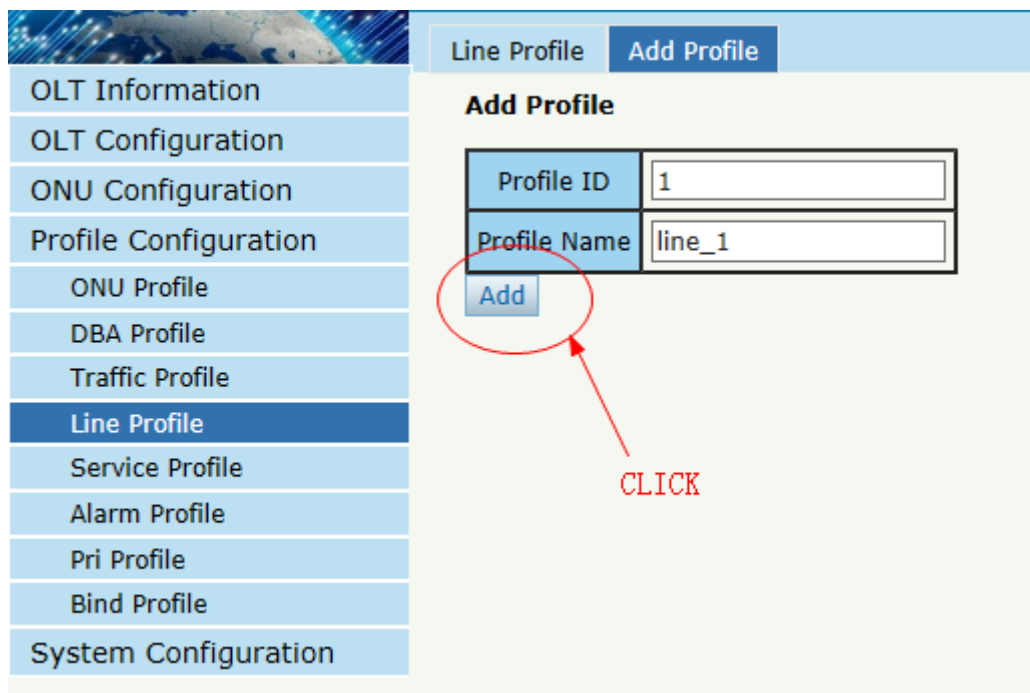 Line Profile
Add Profile
OLT Information
OLT Configuration
ONU Configuration
Profile Configuration
ONU Profile
DBA Profile
Traffic Profile
Line Profile
Service Profile
Alarm Profile
Pri Profile
Bind Profile
System Configuration
Add Profile
Profile ID 1
Profile Name line_1
Add
CLICK